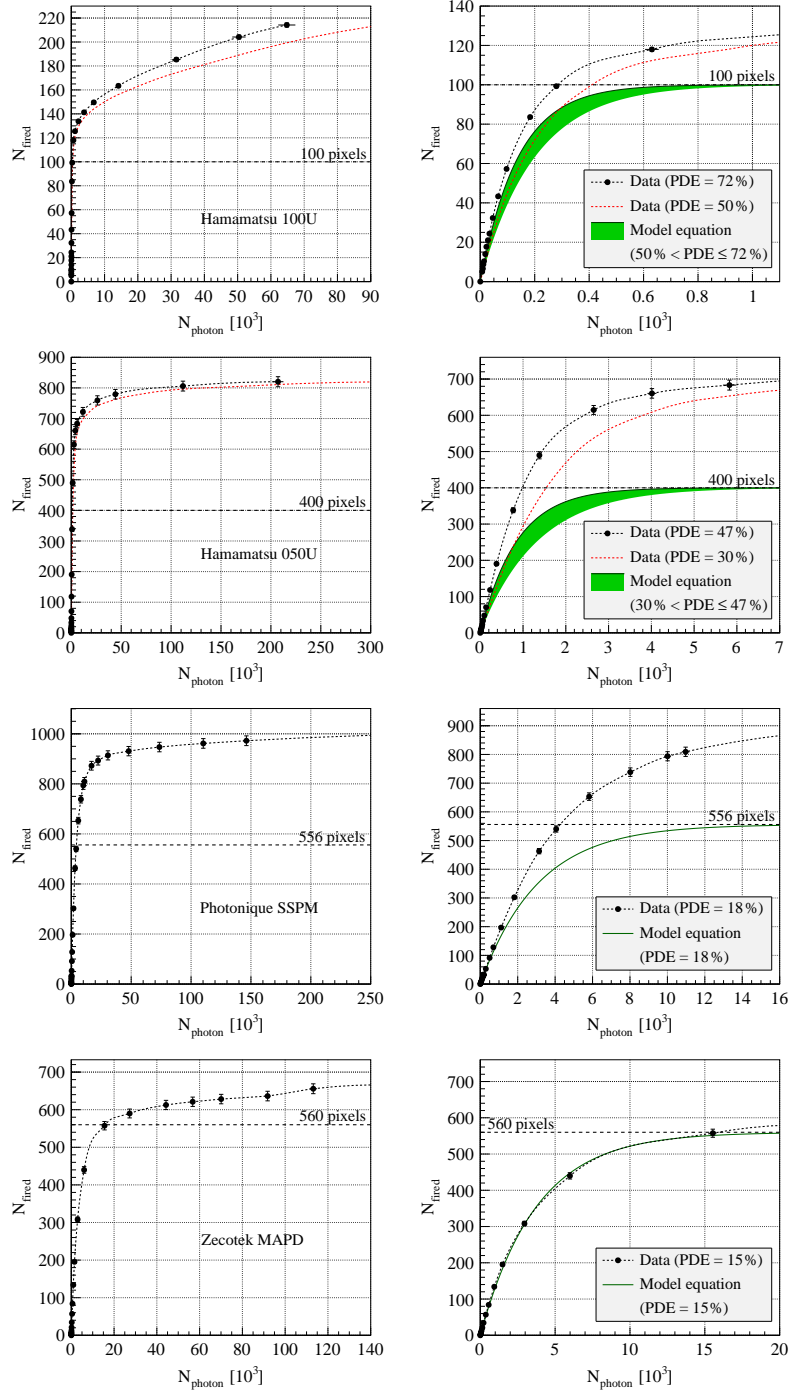 220
200
180
160
140
120
100
80
60
40
20
0
N_fired
100 pixels
Hamamatsu 100U
0 10 20 30 40 50 60 70 80 90
N_photon [10^3]
140
120
100
80
60
40
20
0
N_fired
100 pixels
Data (PDE = 72%)
Data (PDE = 50%)
Model equation
(50% < PDE ≤ 72%)
0 0.2 0.4 0.6 0.8 1
N_photon [10^3]
900
800
700
600
500
400
300
200
100
0
N_fired
400 pixels
Hamamatsu 050U
0 50 100 150 200 250 300
N_photon [10^3]
700
600
500
400
300
200
100
0
N_fired
400 pixels
Data (PDE = 47%)
Data (PDE = 30%)
Model equation
(30% < PDE ≤ 47%)
0 1 2 3 4 5 6 7
N_photon [10^3]
1000
800
600
400
200
0
N_fired
556 pixels
Photonique SSPM
0 50 100 150 200 250
N_photon [10^3]
900
800
700
600
500
400
300
200
100
0
N_fired
556 pixels
Data (PDE = 18%)
Model equation
(PDE = 18%)
0 2 4 6 8 10 12 14 16
N_photon [10^3]
700
600
500
400
300
200
100
0
N_fired
560 pixels
Zecotek MAPD
0 20 40 60 80 100 120 140
N_photon [10^3]
700
600
500
400
300
200
100
0
N_fired
560 pixels
Data (PDE = 15%)
Model equation
(PDE = 15%)
0 5 10 15 20
N_photon [10^3]